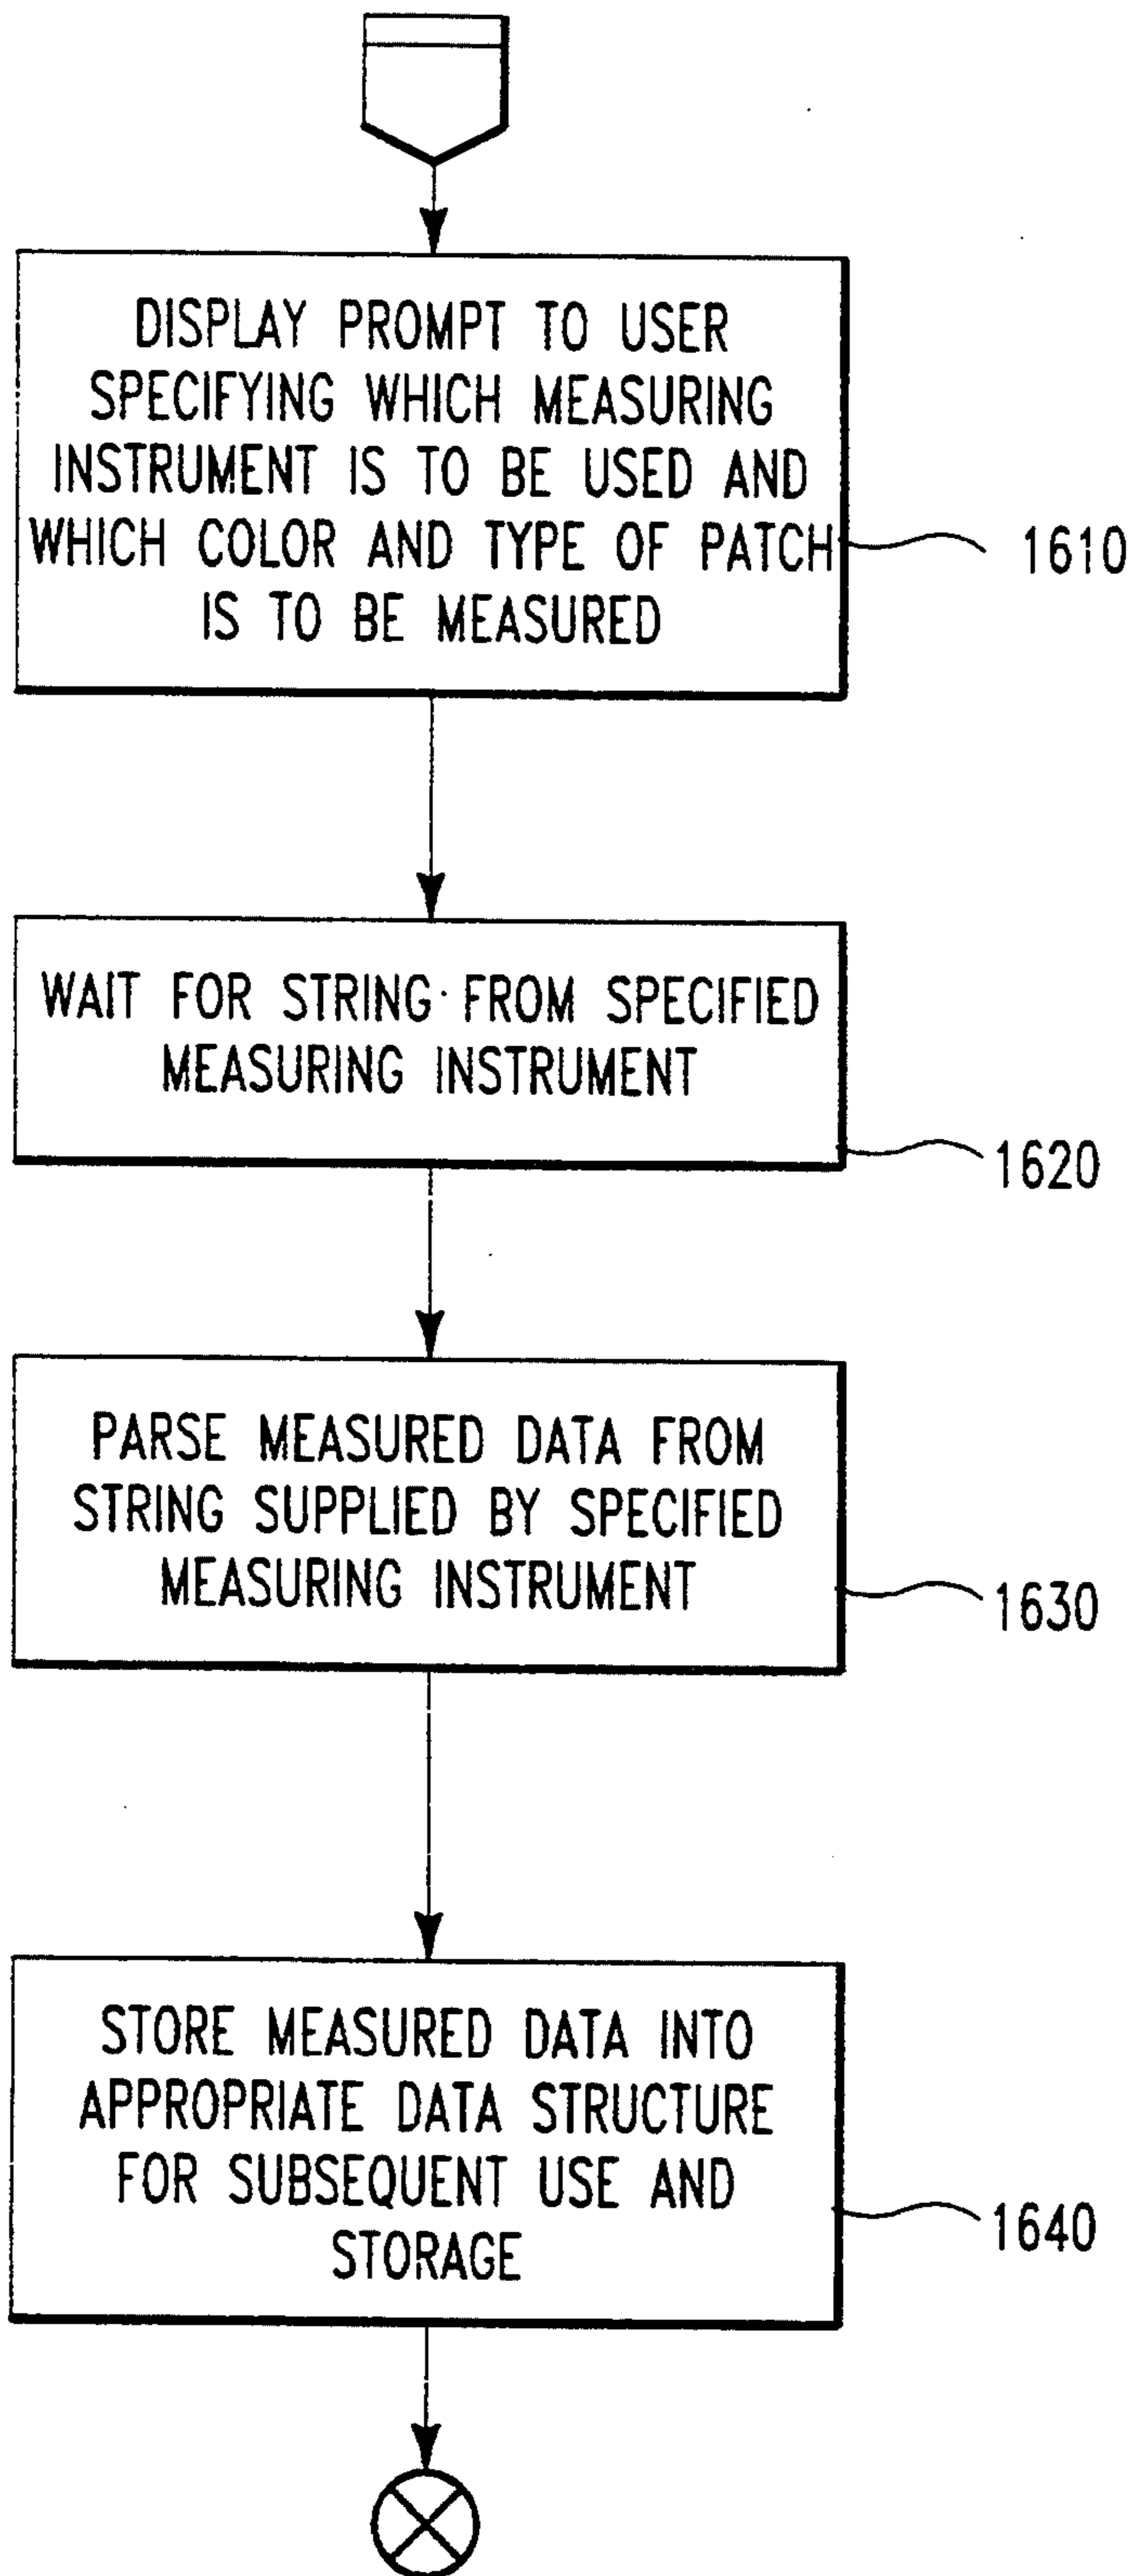 DISPLAY PROMPT TO USER
SPECIFYING WHICH MEASURING
INSTRUMENT IS TO BE USED AND
WHICH COLOR AND TYPE OF PATCH
IS TO BE MEASURED
1610
WAIT FOR STRING FROM SPECIFIED
MEASURING INSTRUMENT
1620
PARSE MEASURED DATA FROM
STRING SUPPLIED BY SPECIFIED
MEASURING INSTRUMENT
1630
STORE MEASURED DATA INTO
APPROPRIATE DATA STRUCTURE
FOR SUBSEQUENT USE AND
STORAGE
1640